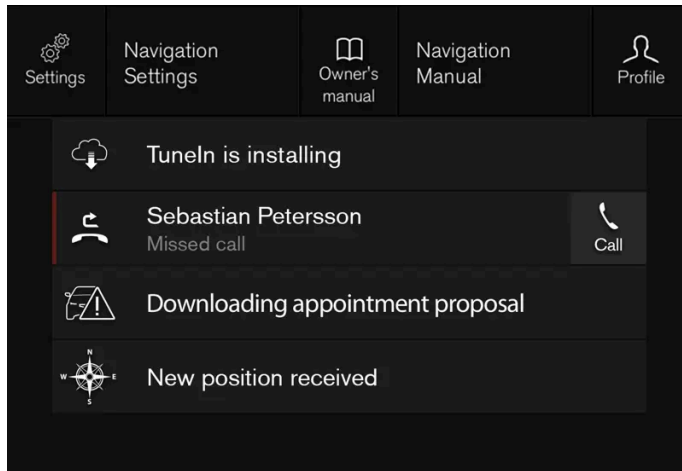 Settings
Navigation
Settings
Owner's
manual
Navigation
Manual
Profile
TuneIn is installing
Sebastian Petersson
Missed call
Call
Downloading appointment proposal
N
W E
S
New position received